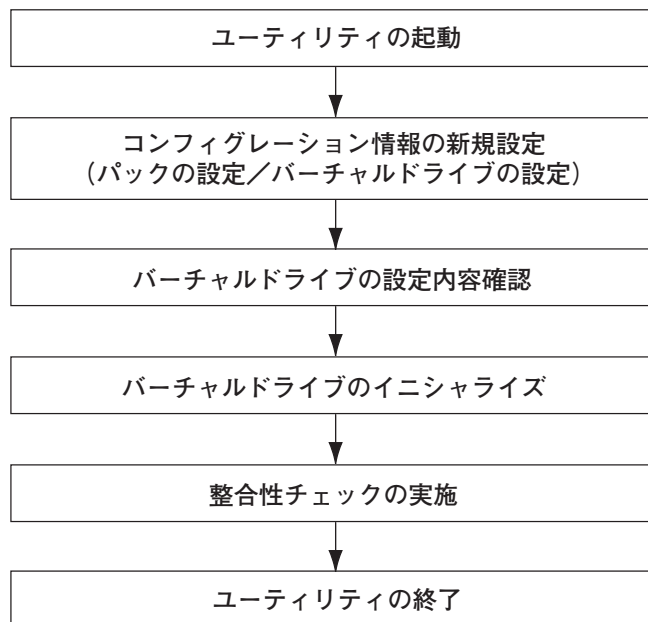 ユーティリティの起動
コンフィグレーション情報の新規設定
（パックの設定／バーチャルドライブの設定）
バーチャルドライブの設定内容確認
バーチャルドライブのイニシャライズ
整合性チェックの実施
ユーティリティの終了